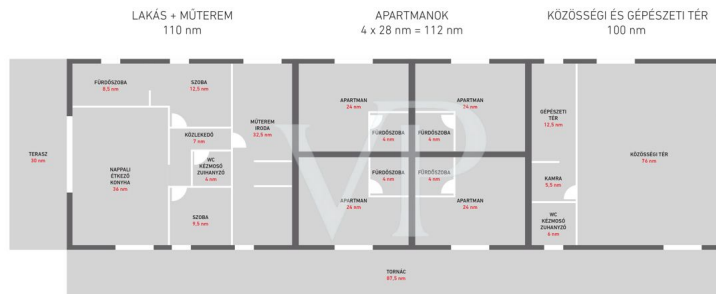 LAKÁS + MŰTEREM
110 nm
APARTMANOK
4 x 28 nm = 112 nm
KÖZÖSSÉGI ÉS GÉPÉSZETI TÉR
100 nm
FÜRDŐSZOBA
8,5 nm
SZOBA
12,5 nm
MŰTEREM
IRODA
32,5 nm
KÖZLEKEDŐ
7 nm
WC
KÉZMOSÓ
ZUHANYZÓ
4 nm
TERASZ
30 nm
NAPPALI
ÉTKEZŐ
KONYHA
36 nm
SZOBA
9,5 nm
APARTMAN
24 nm
APARTMAN
24 nm
FÜRDŐSZOBA
4 nm
FÜRDŐSZOBA
4 nm
FÜRDŐSZOBA
4 nm
FÜRDŐSZOBA
4 nm
APARTMAN
24 nm
APARTMAN
24 nm
GÉPÉSZETI
TÉR
12,5 nm
KÖZÖSSÉGI TÉR
76 nm
KAMRA
5,5 nm
WC
KÉZMOSÓ
ZUHANYZÓ
6 nm
TORNÁC
87,5 nm
VP